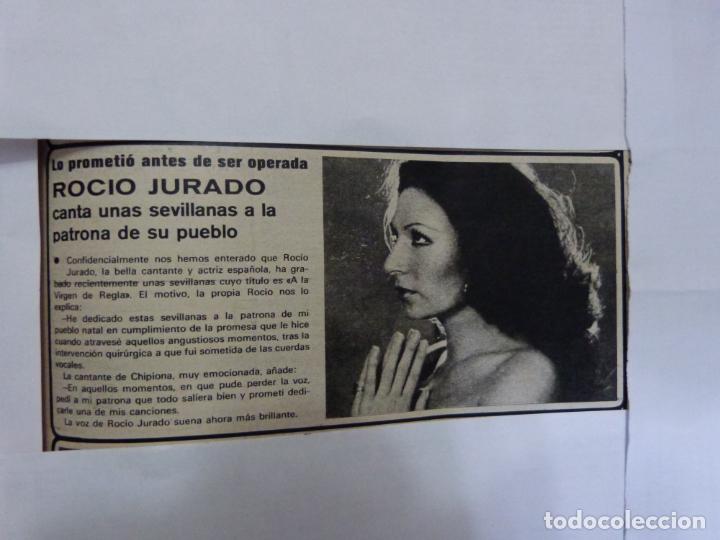 Lo prometió antes de ser operada
ROCIO JURADO
canta unas sevillanas a la
patrona de su pueblo
● Confidencialmente nos hemos enterado que Rocío
Jurado, la bella cantante y actriz española, ha gra-
bado recientemente unas sevillanas cuyo título es «A la
Virgen de Regla». El motivo, la propia Rocío nos lo
explica:
—He dedicado estas sevillanas a la patrona de mi
pueblo natal en cumplimiento de la promesa que le hice
cuando atravesé aquellos angustiosos momentos, tras la
intervención quirúrgica a que fui sometida de las cuerdas
vocales.
La cantante de Chipiona, muy emocionada, añade:
—En aquellos momentos, en que pude perder la voz,
pedí a mi patrona que todo saliera bien y prometí dedi-
carle una de mis canciones.
La voz de Rocío Jurado suena ahora más brillante.
todocoleccion